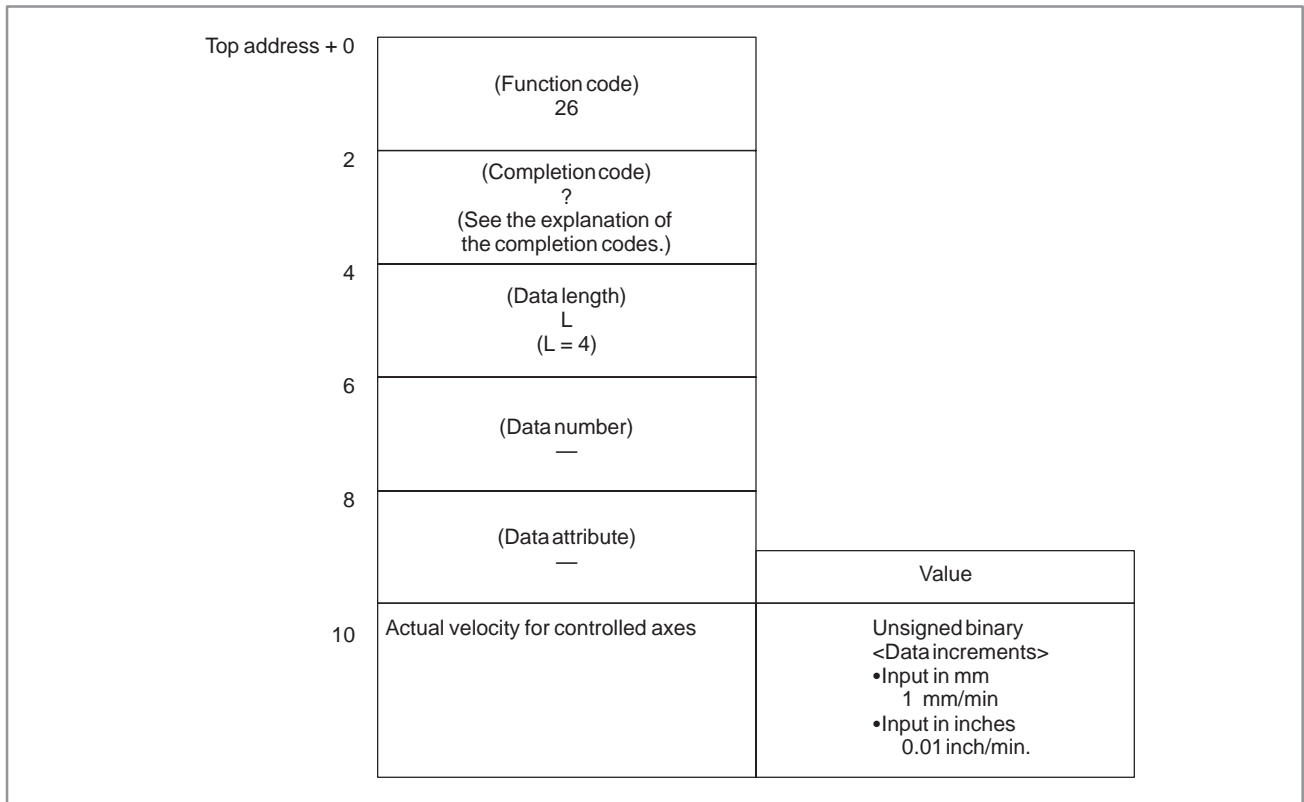 Top address + 0
(Function code)
26
2
(Completion code)
?
(See the explanation of
the completion codes.)
4
(Data length)
L
(L = 4)
6
(Data number)
—
8
(Data attribute)
—
Value
10
Actual velocity for controlled axes
Unsigned binary
<Data increments>
•Input in mm
1 mm/min
•Input in inches
0.01 inch/min.